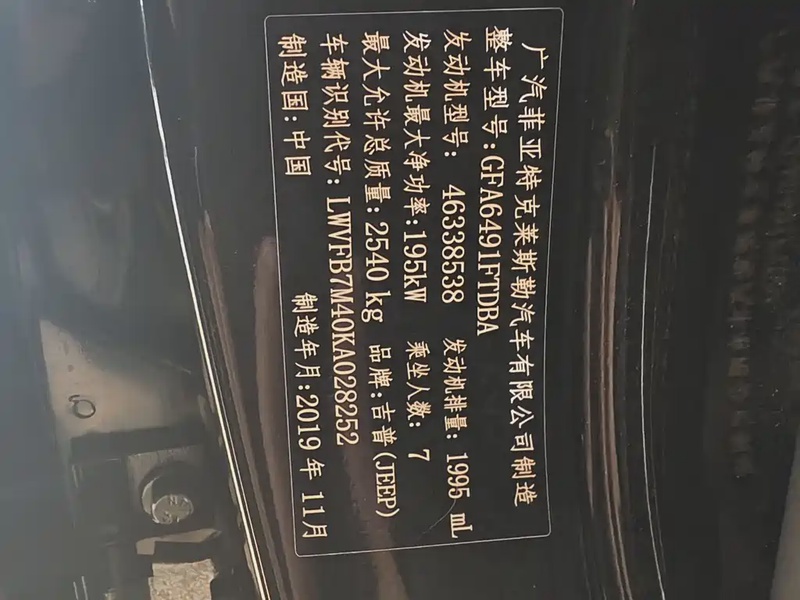 广汽菲亚特克莱斯勒汽车有限公司制造
整车型号:GFA6491FTDBA
发动机型号: 46338538 发动机排量: 1995 mL
发动机最大净功率:195kW 乘坐人数: 7
最大允许总质量:2540 kg 品牌:吉普(JEEP)
车辆识别代号:LWVFB7M40KA028252
制造国:中国 制造年月:2019年 11月